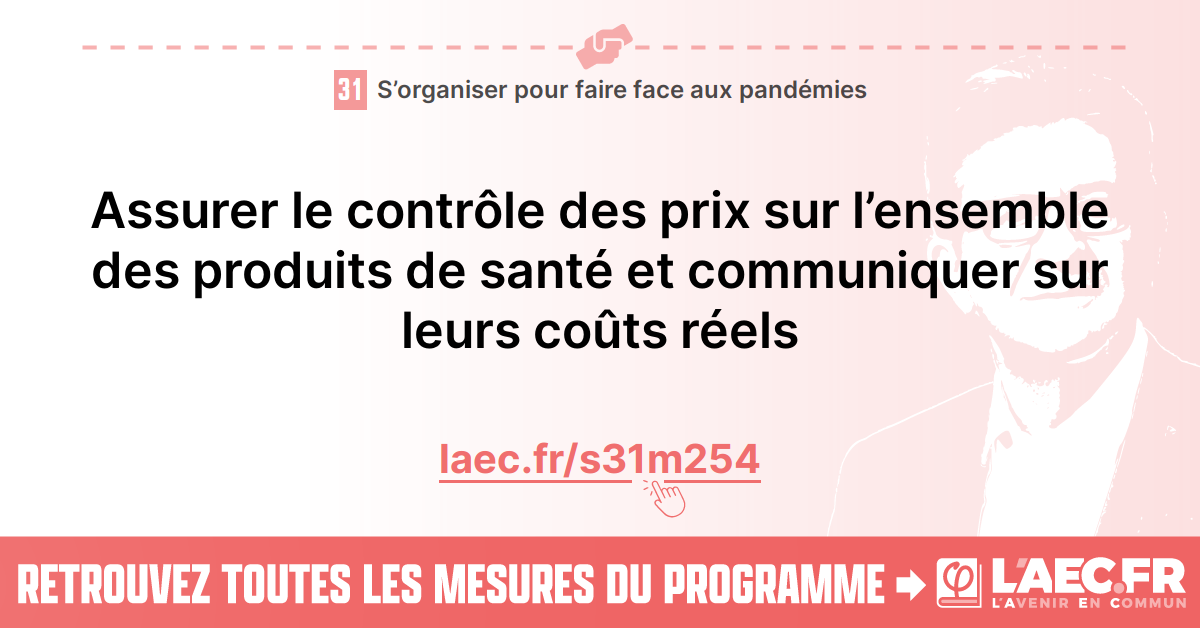 31 S’organiser pour faire face aux pandémies
Assurer le contrôle des prix sur l’ensemble
des produits de santé et communiquer sur
leurs coûts réels
laec.fr/s31m254
RETROUVEZ TOUTES LES MESURES DU PROGRAMME
φ L'AEC.FR
L'AVENIR EN COMMUN